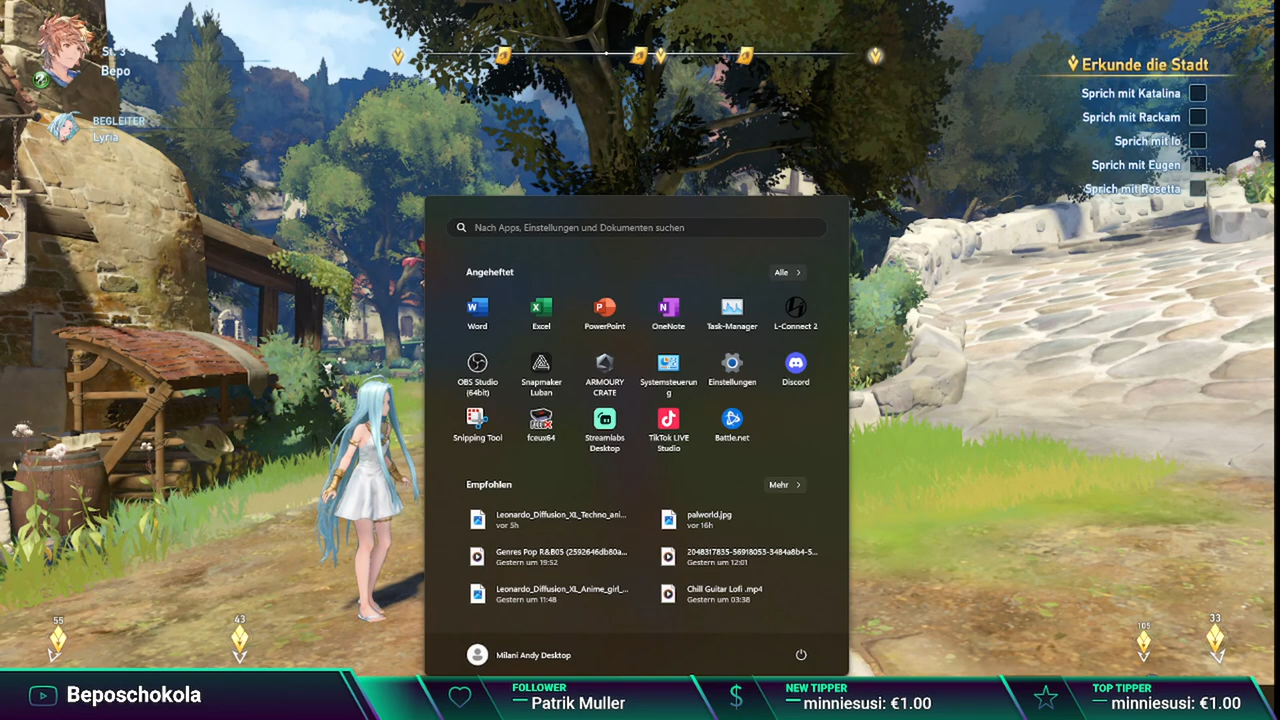 St. 3
Bepo
BEGLEITER
Lyria
Erkunde die Stadt
Sprich mit Katalina
Sprich mit Rackam
Sprich mit Io
Sprich mit Eugen
Sprich mit Rosetta
Nach Apps, Einstellungen und Dokumenten suchen
Angeheftet
Alle
Word
Excel
PowerPoint
OneNote
Task-Manager
L-Connect 2
OBS Studio (64bit)
Snapmaker Luban
ARMOURY CRATE
Systemsteuerung
Einstellungen
Discord
Snipping Tool
fceux64
Streamlabs Desktop
TikTok LIVE Studio
Battle.net
Empfohlen
Mehr
Leonardo_Diffusion_XL_Techno_ani...
vor 5h
palworld.jpg
vor 16h
Genres Pop R&B05 (2592646db80a...
Gestern um 19:52
2048317835-56918053-3484a8b4-5...
Gestern um 12:01
Leonardo_Diffusion_XL_Anime_girl_...
Gestern um 11:48
Chill Guitar Lofi .mp4
Gestern um 03:38
Milani Andy Desktop
55
43
105
33
Beposchokola
FOLLOWER
Patrik Muller
NEW TIPPER
minniesusi: €1.00
TOP TIPPER
minniesusi: €1.00